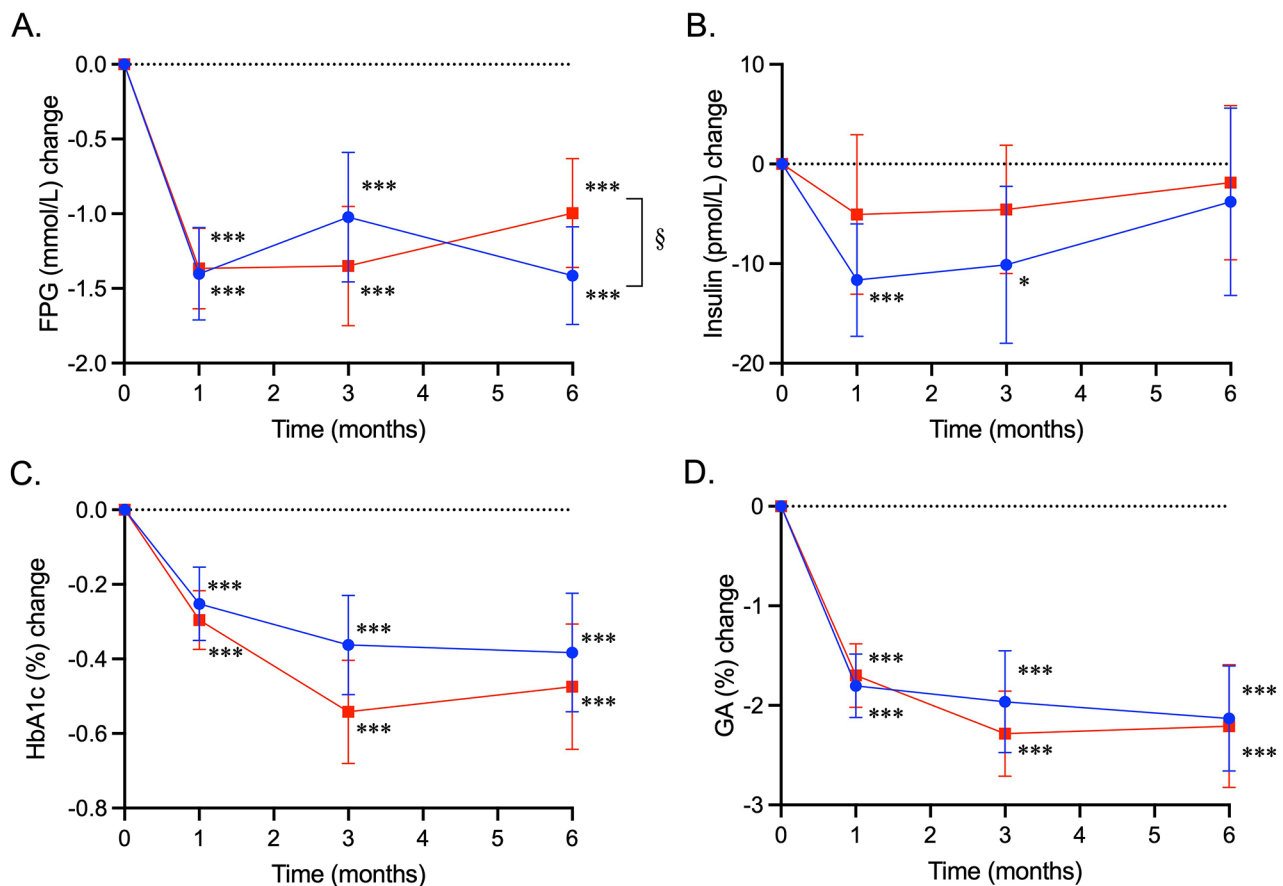 A.
FPG (mmol/L) change
0.0
-0.5
-1.0
-1.5
-2.0
***
***
***
***
***
***
§
0 1 2 3 4 5 6
Time (months)
B.
Insulin (pmol/L) change
10
0
-10
-20
***
*
0 1 2 3 4 5 6
Time (months)
C.
HbA1c (%) change
0.0
-0.2
-0.4
-0.6
-0.8
***
***
***
***
***
***
0 1 2 3 4 5 6
Time (months)
D.
GA (%) change
0
-1
-2
-3
***
***
***
***
***
***
0 1 2 3 4 5 6
Time (months)